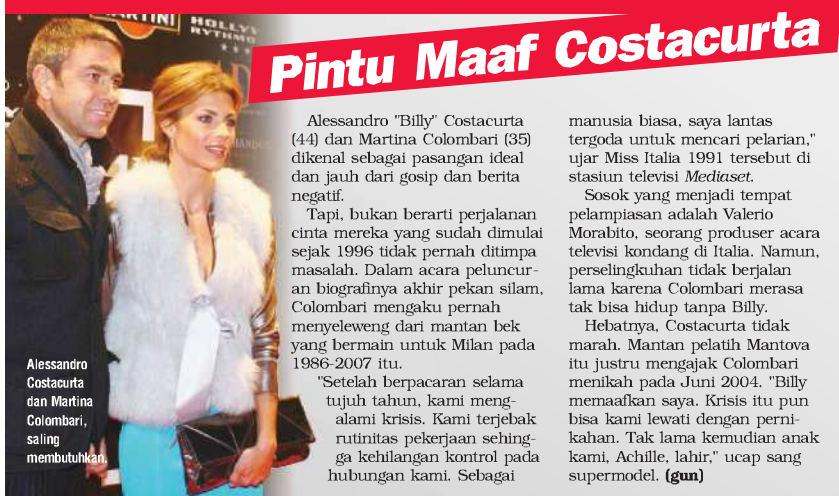 MARTINI
HOLLYW
RYTHMO
Pintu Maaf Costacurta
Alessandro
Costacurta
dan Martina
Colombari,
saling
membutuhkan.
Alessandro "Billy" Costacurta
(44) dan Martina Colombari (35)
dikenal sebagai pasangan ideal
dan jauh dari gosip dan berita
negatif.
Tapi, bukan berarti perjalanan
cinta mereka yang sudah dimulai
sejak 1996 tidak pernah ditimpa
masalah. Dalam acara peluncur-
an biografinya akhir pekan silam,
Colombari mengaku pernah
menyeleweng dari mantan bek
yang bermain untuk Milan pada
1986-2007 itu.
"Setelah berpacaran selama
tujuh tahun, kami meng-
alami krisis. Kami terjebak
rutinitas pekerjaan sehing-
ga kehilangan kontrol pada
hubungan kami. Sebagai
manusia biasa, saya lantas
tergoda untuk mencari pelarian,"
ujar Miss Italia 1991 tersebut di
stasiun televisi Mediaset.
Sosok yang menjadi tempat
pelampiasan adalah Valerio
Morabito, seorang produser acara
televisi kondang di Italia. Namun,
perselingkuhan tidak berjalan
lama karena Colombari merasa
tak bisa hidup tanpa Billy.
Hebatnya, Costacurta tidak
marah. Mantan pelatih Mantova
itu justru mengajak Colombari
menikah pada Juni 2004. "Billy
memaafkan saya. Krisis itu pun
bisa kami lewati dengan perni-
kahan. Tak lama kemudian anak
kami, Achille, lahir," ucap sang
supermodel. (gun)